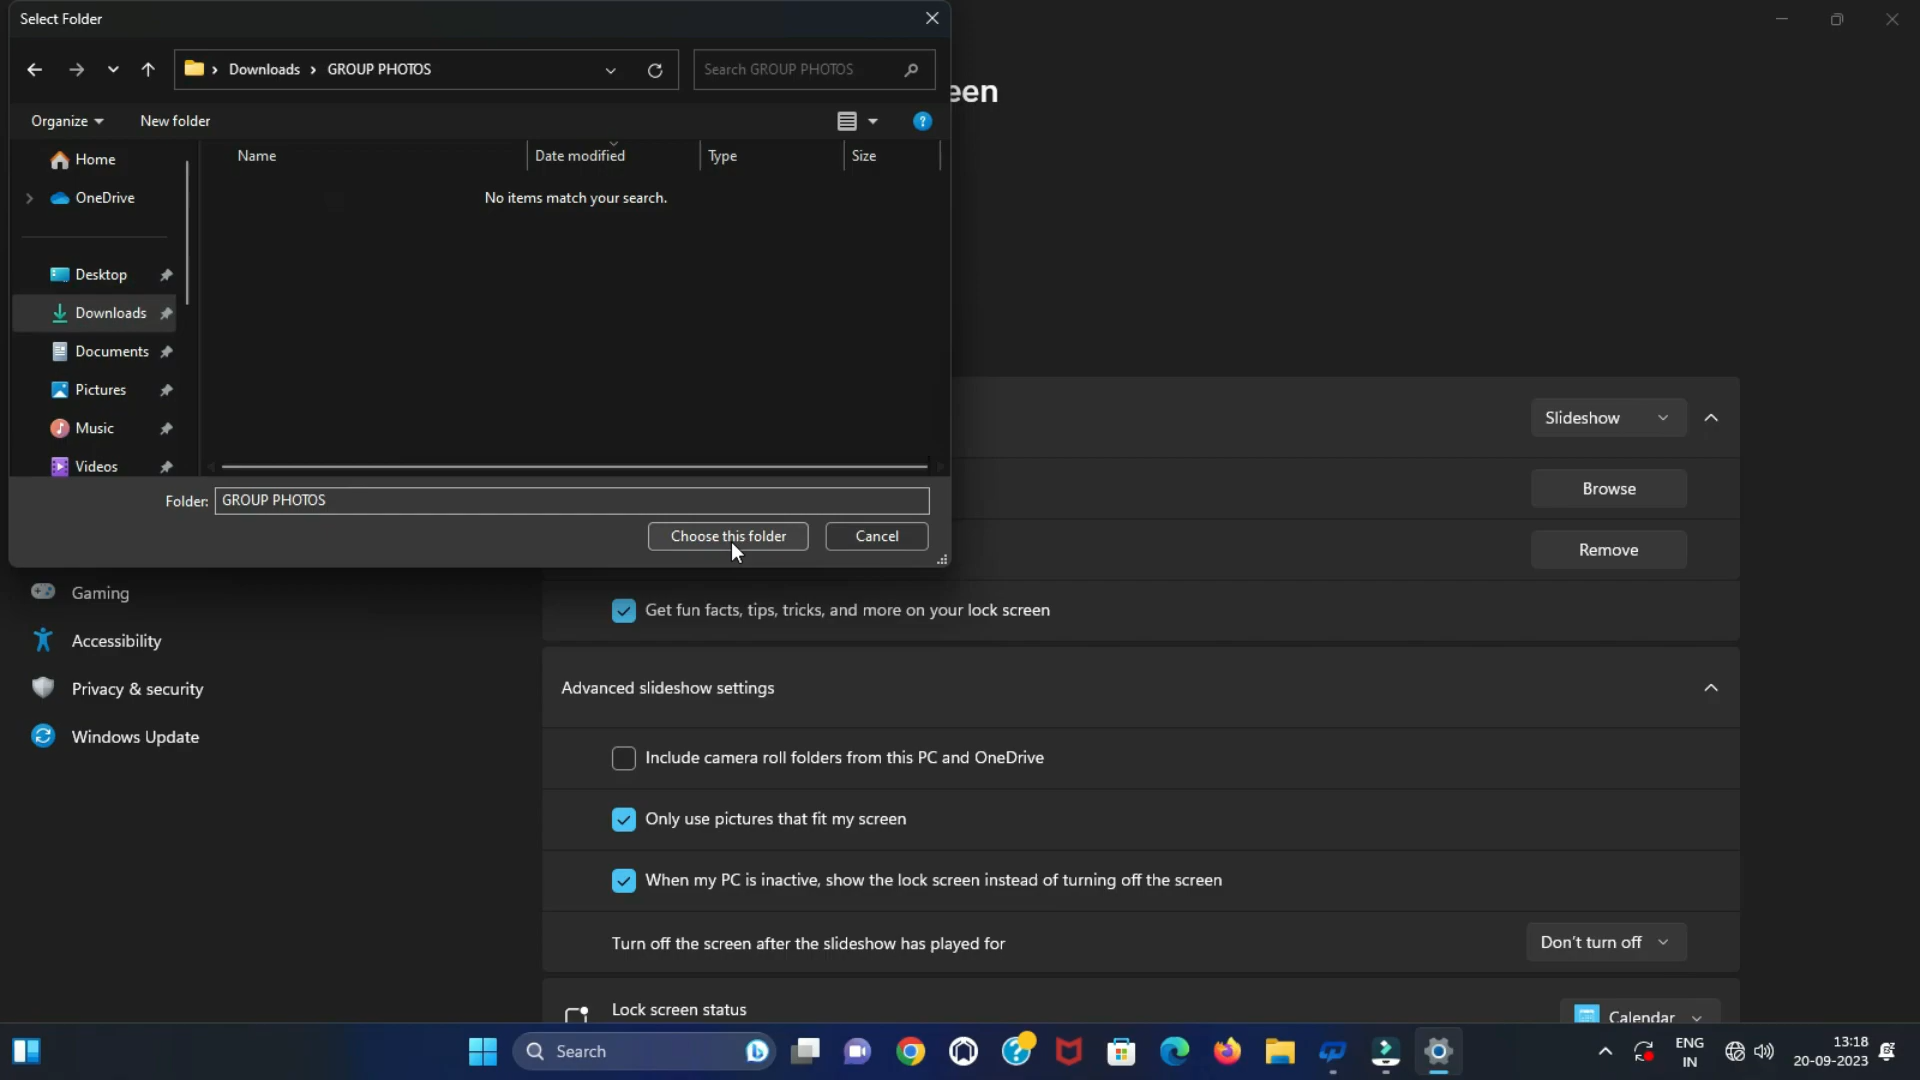 Select Folder
Downloads GROUP PHOTOS
Search GROUP PHOTOS
een
Organize
New folder
Home
OneDrive
Desktop
Downloads
Documents
Pictures
Music
Videos
Name
Date modified
Type
Size
No items match your search.
Folder: GROUP PHOTOS
Choose this folder
Cancel
Slideshow
Browse
Remove
Gaming
Accessibility
Privacy & security
Windows Update
Get fun facts, tips, tricks, and more on your lock screen
Advanced slideshow settings
Include camera roll folders from this PC and OneDrive
Only use pictures that fit my screen
When my PC is inactive, show the lock screen instead of turning off the screen
Turn off the screen after the slideshow has played for
Don't turn off
Lock screen status
Calendar
Search
ENG
IN
13:18
20-09-2023